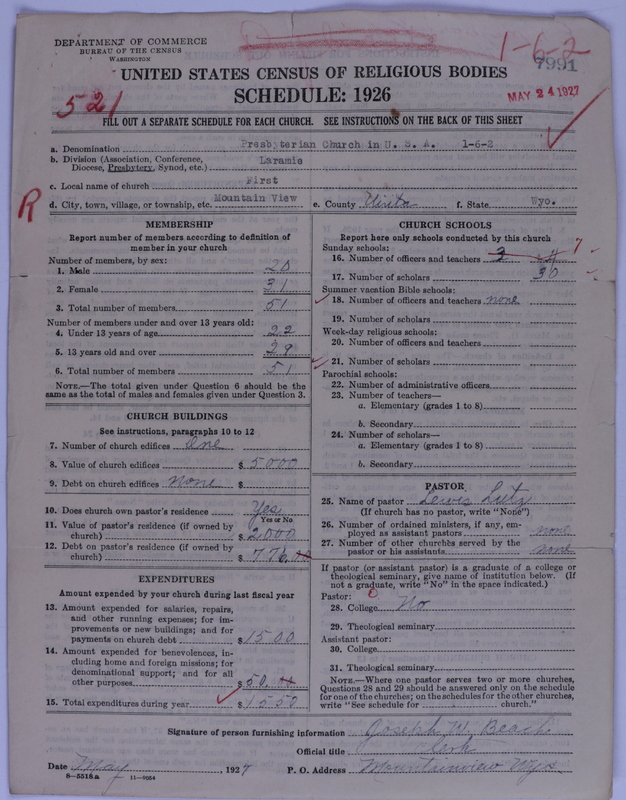 DEPARTMENT OF COMMERCE
BUREAU OF THE CENSUS
WASHINGTON
1-6-2
7991
UNITED STATES CENSUS OF RELIGIOUS BODIES
SCHEDULE: 1926
521
MAY 24 1927
FILL OUT A SEPARATE SCHEDULE FOR EACH CHURCH. SEE INSTRUCTIONS ON THE BACK OF THIS SHEET
a. Denomination Presbyterian Church in U. S. A. 1-6-2
b. Division (Association, Conference, Diocese, Presbytery, Synod, etc.) Laramie
c. Local name of church First
R
d. City, town, village, or township, etc. Mountain View e. County Uinta f. State Wyo.
MEMBERSHIP
Report number of members according to definition of
member in your church
Number of members, by sex:
1. Male 20
2. Female 31
3. Total number of members 51
Number of members under and over 13 years old:
4. Under 13 years of age 22
5. 13 years old and over 29
6. Total number of members 51
NOTE.—The total given under Question 6 should be the
same as the total of males and females given under Question 3.
CHURCH BUILDINGS
See instructions, paragraphs 10 to 12
7. Number of church edifices One
8. Value of church edifices $ 5000
9. Debt on church edifices none $
10. Does church own pastor's residence Yes
Yes or No
11. Value of pastor's residence (if owned by
church) $ 2000
12. Debt on pastor's residence (if owned by
church) $ 776.00
EXPENDITURES
Amount expended by your church during last fiscal year
13. Amount expended for salaries, repairs,
and other running expenses; for im-
provements or new buildings; and for
payments on church debt $ 1500
14. Amount expended for benevolences, in-
cluding home and foreign missions; for
denominational support; and for all
other purposes $ 50.00
15. Total expenditures during year $ 1550
CHURCH SCHOOLS
Report here only schools conducted by this church
Sunday schools:
16. Number of officers and teachers 3 4 7
17. Number of scholars 30
Summer vacation Bible schools:
18. Number of officers and teachers none
19. Number of scholars
Week-day religious schools:
20. Number of officers and teachers
21. Number of scholars
Parochial schools:
22. Number of administrative officers
23. Number of teachers—
a. Elementary (grades 1 to 8)
b. Secondary
24. Number of scholars—
a. Elementary (grades 1 to 8)
b. Secondary
PASTOR
25. Name of pastor Lewis Lutz
(If church has no pastor, write "None")
26. Number of ordained ministers, if any, em-
ployed as assistant pastors none
27. Number of other churches served by the
pastor or his assistants none
If pastor (or assistant pastor) is a graduate of a college or
theological seminary, give name of institution below. (If
not a graduate, write "No" in the space indicated.)
Pastor: 0
28. College No
29. Theological seminary
Assistant pastor:
30. College
31. Theological seminary
NOTE.—Where one pastor serves two or more churches,
Questions 28 and 29 should be answered only on the schedule
for one of the churches; on the schedules for the other churches,
write "See schedule for church."
Signature of person furnishing information Joseph W. Beach
Official title Clerk
Date May, 1927 P. O. Address Mountainview Wyo
8-5518a 11-9054